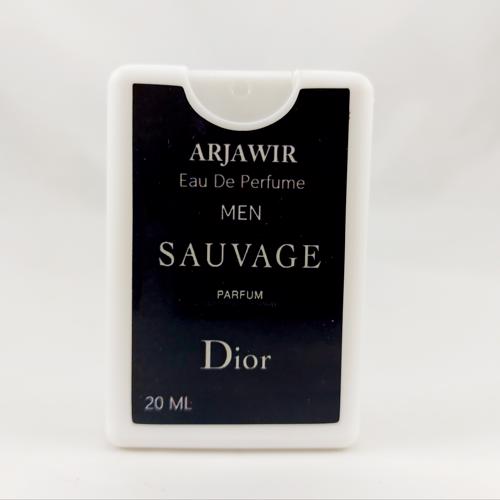 ARJAWIR
Eau De Perfume
MEN
SAUVAGE
PARFUM
Dior
20 ML